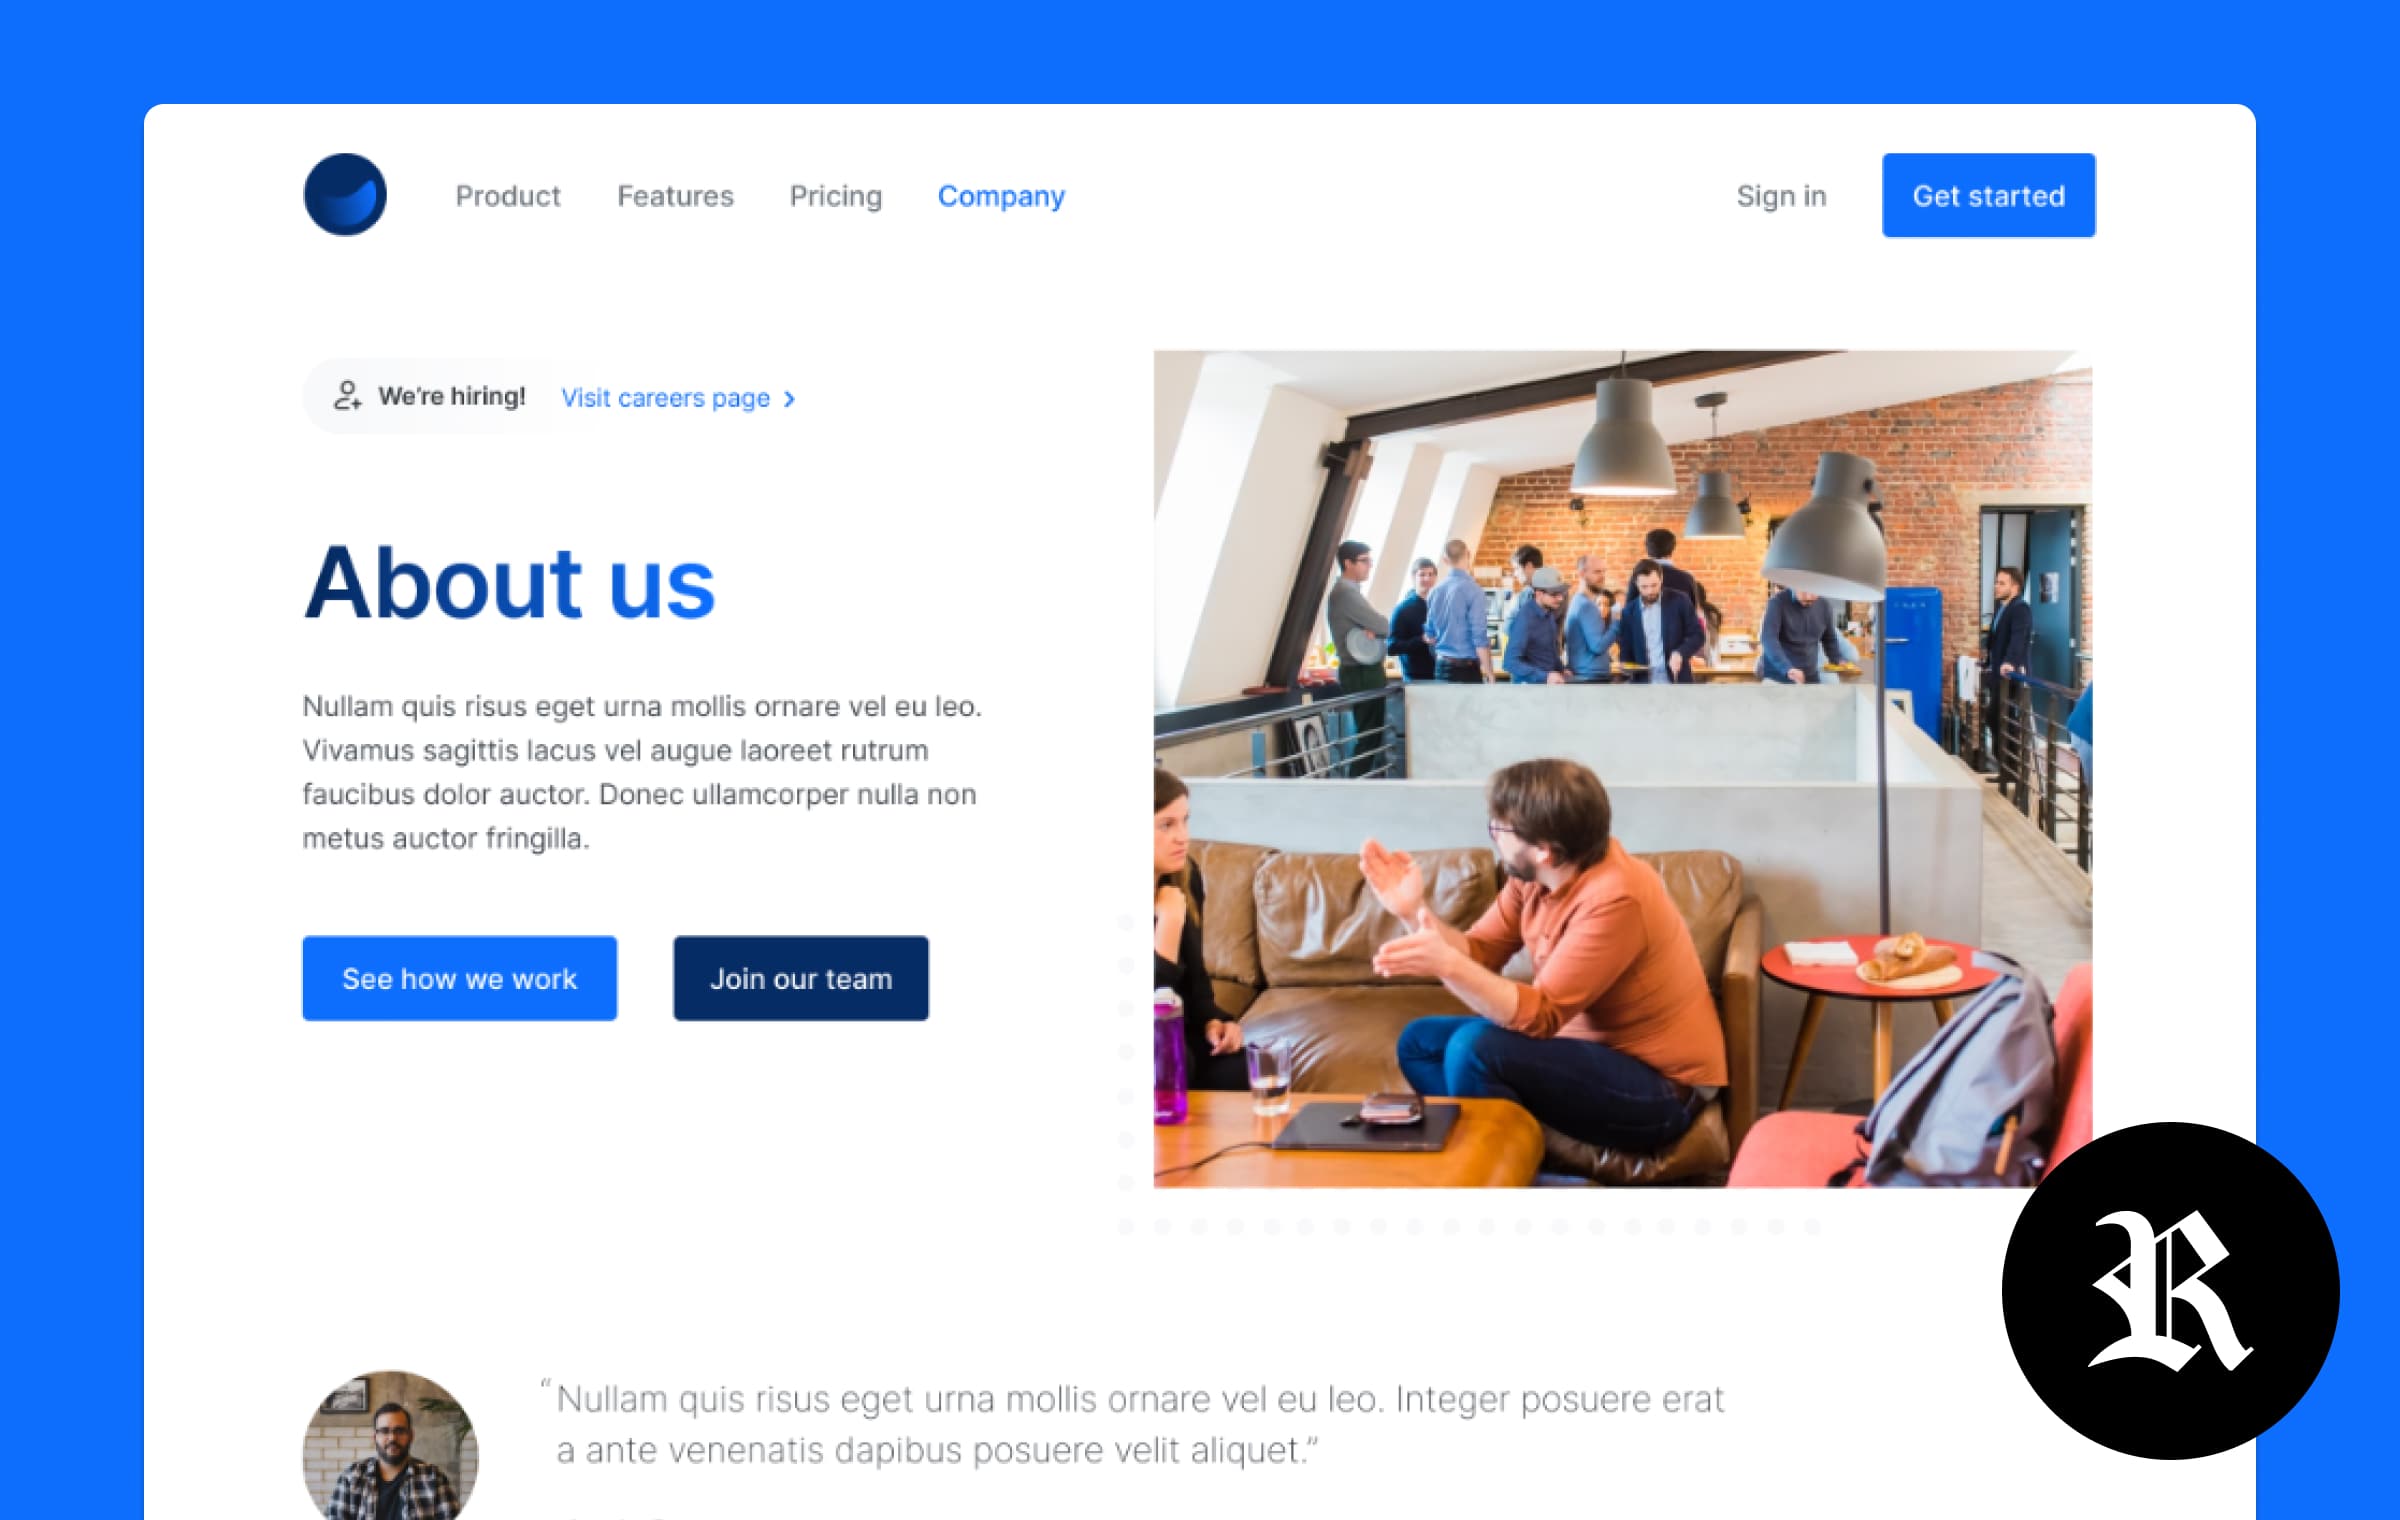 Product Features Pricing Company Sign in Get started
We're hiring! Visit careers page
About us
Nullam quis risus eget urna mollis ornare vel eu leo.
Vivamus sagittis lacus vel augue laoreet rutrum
faucibus dolor auctor. Donec ullamcorper nulla non
metus auctor fringilla.
See how we work Join our team
“Nullam quis risus eget urna mollis ornare vel eu leo. Integer posuere erat
a ante venenatis dapibus posuere velit aliquet.”
R